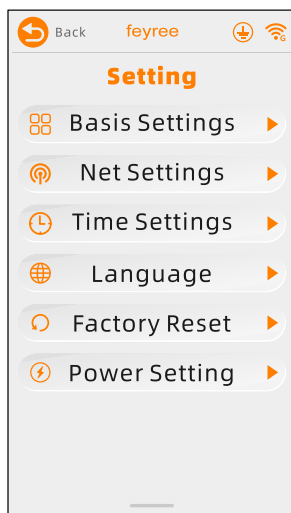 Back feyree G
Setting
Basis Settings
Net Settings
Time Settings
Language
Factory Reset
Power Setting